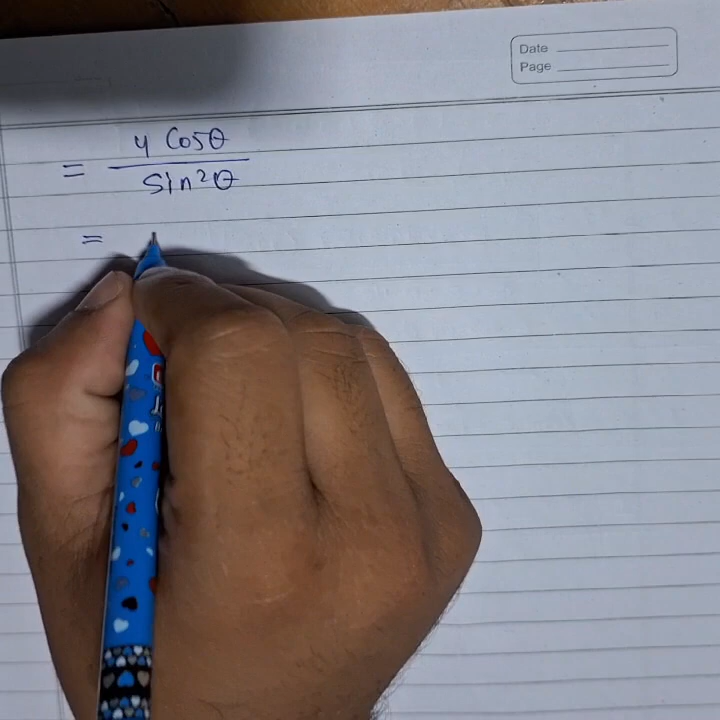 Date
Page
= 4 Cosθ / Sin²θ
=